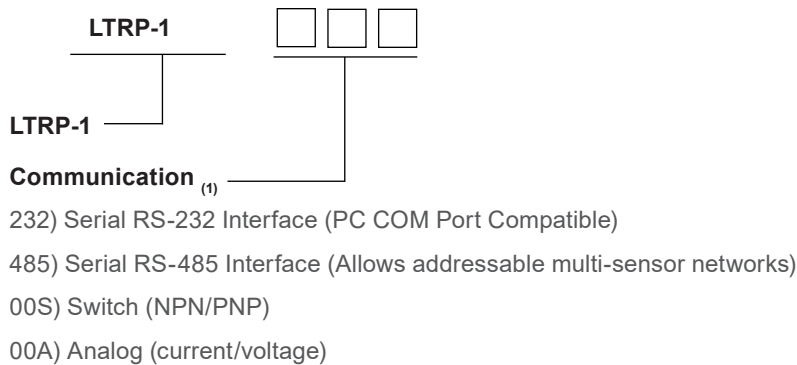 LTRP-1
LTRP-1
Communication (1)
232) Serial RS-232 Interface (PC COM Port Compatible)
485) Serial RS-485 Interface (Allows addressable multi-sensor networks)
00S) Switch (NPN/PNP)
00A) Analog (current/voltage)